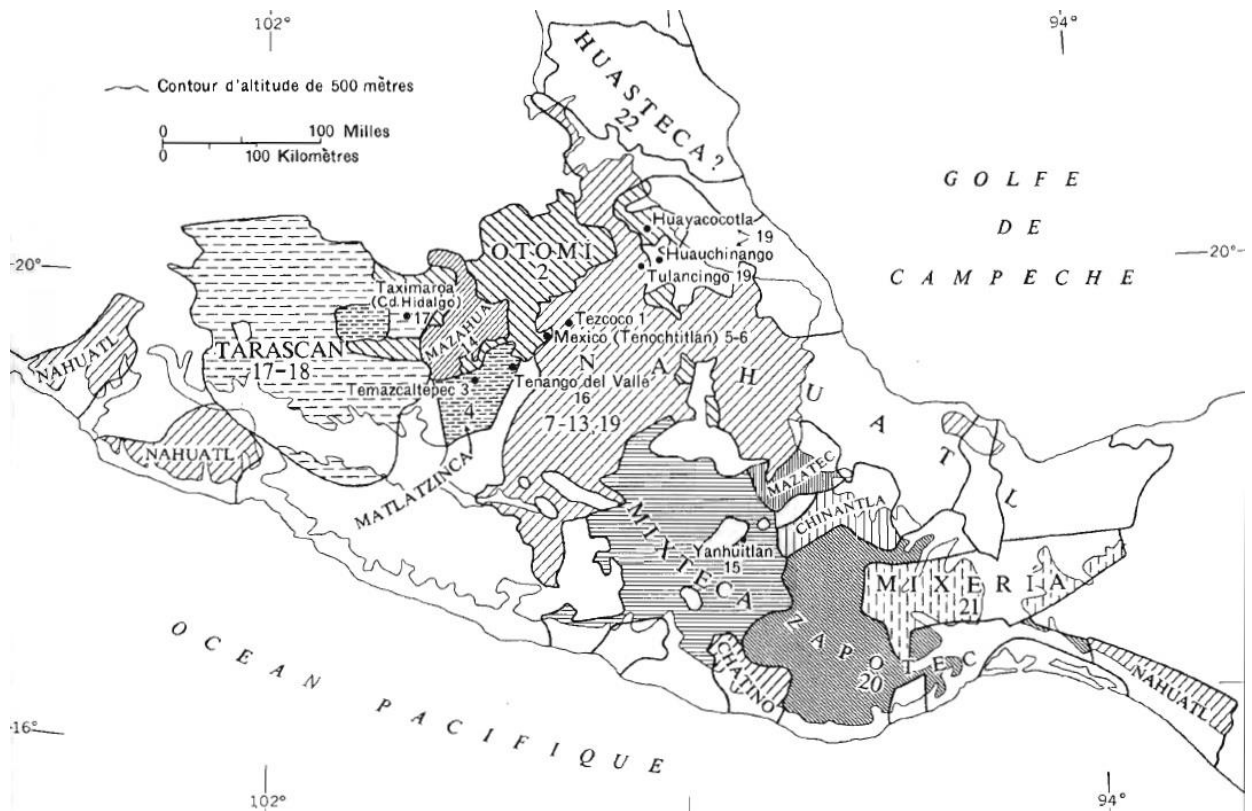 102°
94°
Contour d'altitude de 500 mètres
0 100 Milles
0 100 Kilomètres
HUASTECA?
22
GOLFE
DE
CAMPECHE
20°
20°
Huayacocotla
19
Huauchinango
Tulancingo 19
OTOMI
2
Taximaroa
(Cd. Hidalgo)
17
MAZAHUA
14
Tezcoco 1
Mexico (Tenochtitlán) 5-6
NAHUATL
TARASCAN
17-18
Temazcaltepec 3
4
Tenango del Valle
16
NAHUATL
7-13, 19
NAHUATL
MATLATZINCA
MAZATEC
CHINANTLA
MIXTECA
Yanhuitlán
15
MIXERIA
21
ZAPOTEC
20
CHATINO
NAHUATL
OCEAN PACIFIQUE
16°
102°
94°